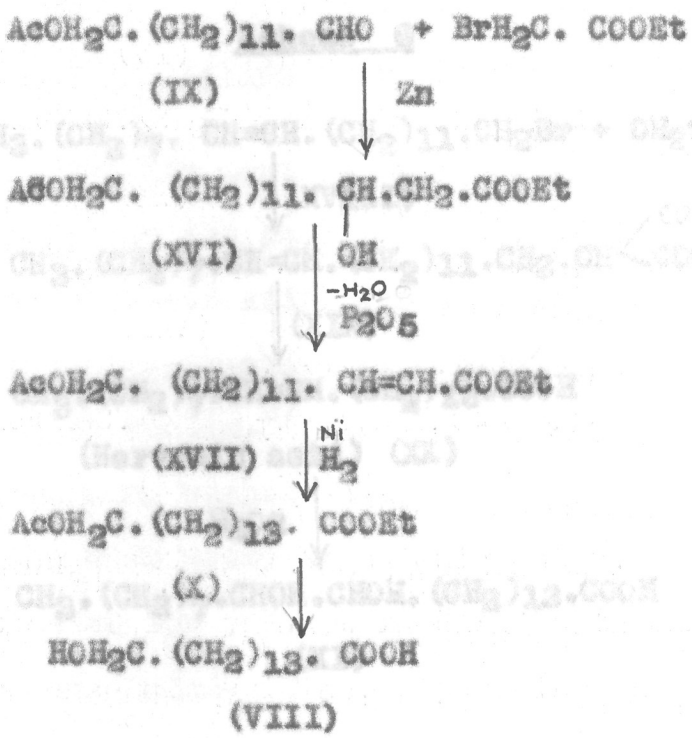 AcOH2C.(CH2)11. CHO + BrH2C. COOEt
(IX) Zn
AcOH2C. (CH2)11. CH.CH2.COOEt
(XVI) OH
-H2O
P2O5
AcOH2C. (CH2)11. CH=CH.COOEt
(XVII) Ni
H2
AcOH2C.(CH2)13. COOEt
(X)
HOH2C.(CH2)13. COOH
(VIII)